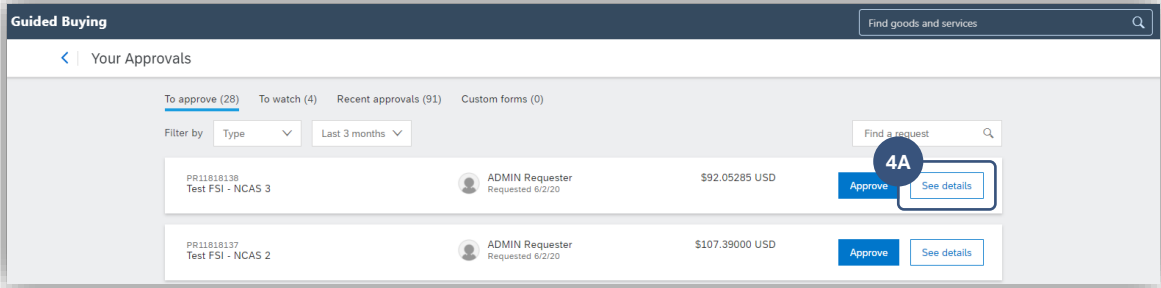 Guided Buying
Find goods and services
Your Approvals
To approve (28) To watch (4) Recent approvals (91) Custom forms (0)
Filter by Type Last 3 months Find a request
4A
PR11818138
Test FSI - NCAS 3
ADMIN Requester
Requested 6/2/20
$92.05285 USD
Approve See details
PR11818137
Test FSI - NCAS 2
ADMIN Requester
Requested 6/2/20
$107.39000 USD
Approve See details